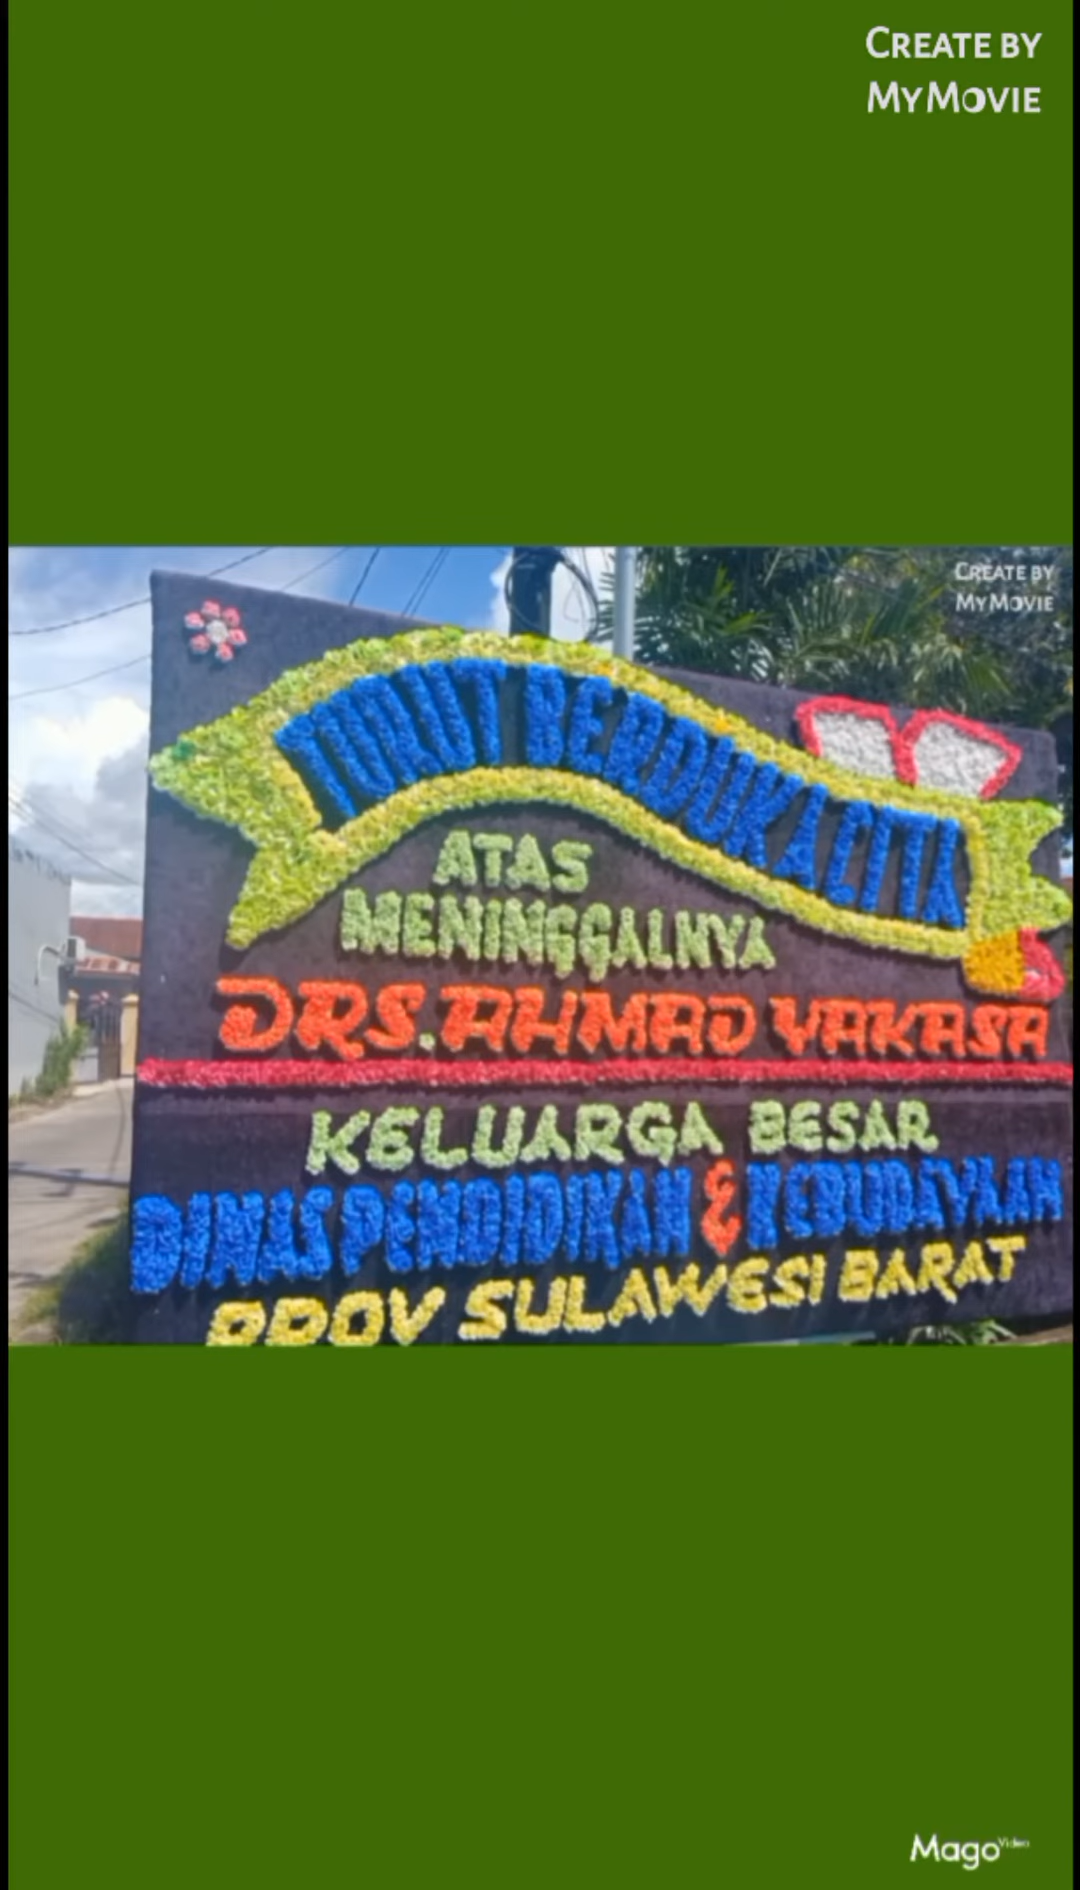 CREATE BY
MYMOVIE
CREATE BY
MYMOVIE
TURUT BERDUKA CITA
ATAS
MENINGGALNYA
DRS. AHMAD YAKASA
KELUARGA BESAR
DINAS PENDIDIKAN & KEBUDAYAAN
PROV SULAWESI BARAT
Mago Video